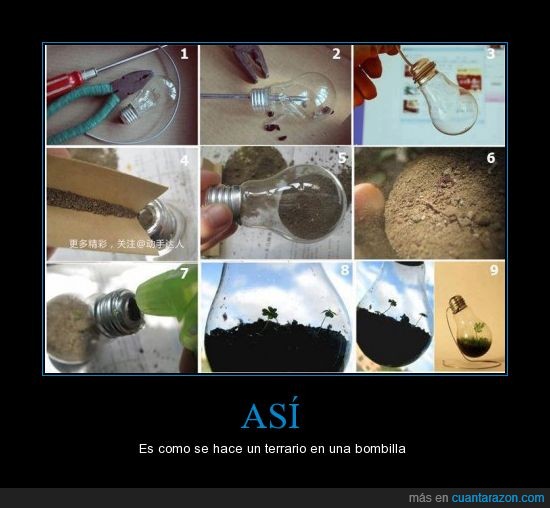 1
2
3
4
更多精彩，关注@动手达人
5
6
7
8
9
ASÍ
Es como se hace un terrario en una bombilla
más en cuantarazon.com